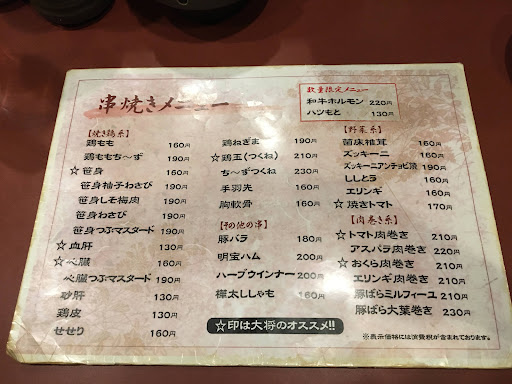 串焼きメニュー
数量限定メニュー
和牛ホルモン 220円
ハツもと 130円
【焼き鶏系】
鶏もも 160円
鶏ももち〜ず 190円
☆笹身 160円
笹身柚子わさび 190円
笹身しそ梅肉 190円
笹身わさび 190円
笹身つぶマスタード 190円
☆血肝 130円
☆心臓 160円
心臓つぶマスタード 190円
砂肝 130円
鶏皮 130円
せせり 160円
鶏ねぎま 190円
☆鶏玉(つくね) 210円
ち〜ずつくね 230円
手羽先 160円
胸軟骨 160円
【その他の串】
豚バラ 180円
明宝ハム 200円
ハーブウインナー 200円
樺太ししゃも 160円
☆印は大将のオススメ!!
【野菜系】
菌床椎茸 160円
ズッキーニ 160円
ズッキーニアンチョビ焼 190円
ししとう 160円
エリンギ 160円
☆焼きトマト 170円
【肉巻き系】
☆トマト肉巻き 210円
アスパラ肉巻き 230円
☆おくら肉巻き 210円
エリンギ肉巻き 210円
豚ばらミルフィーユ 210円
豚ばら大葉巻き 230円
※表示価格には消費税が含まれております。